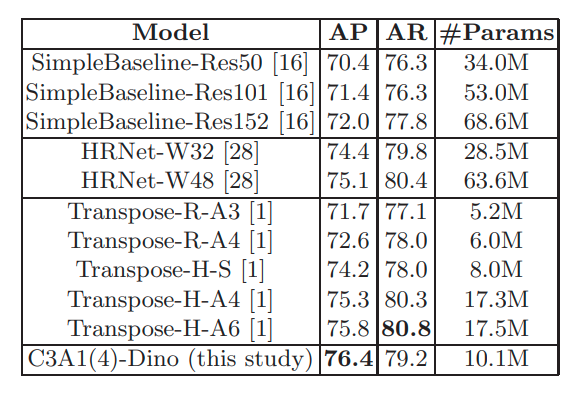 Model AP AR #Params
SimpleBaseline-Res50 [16] 70.4 76.3 34.0M
SimpleBaseline-Res101 [16] 71.4 76.3 53.0M
SimpleBaseline-Res152 [16] 72.0 77.8 68.6M
HRNet-W32 [28] 74.4 79.8 28.5M
HRNet-W48 [28] 75.1 80.4 63.6M
Transpose-R-A3 [1] 71.7 77.1 5.2M
Transpose-R-A4 [1] 72.6 78.0 6.0M
Transpose-H-S [1] 74.2 78.0 8.0M
Transpose-H-A4 [1] 75.3 80.3 17.3M
Transpose-H-A6 [1] 75.8 80.8 17.5M
C3A1(4)-Dino (this study) 76.4 79.2 10.1M